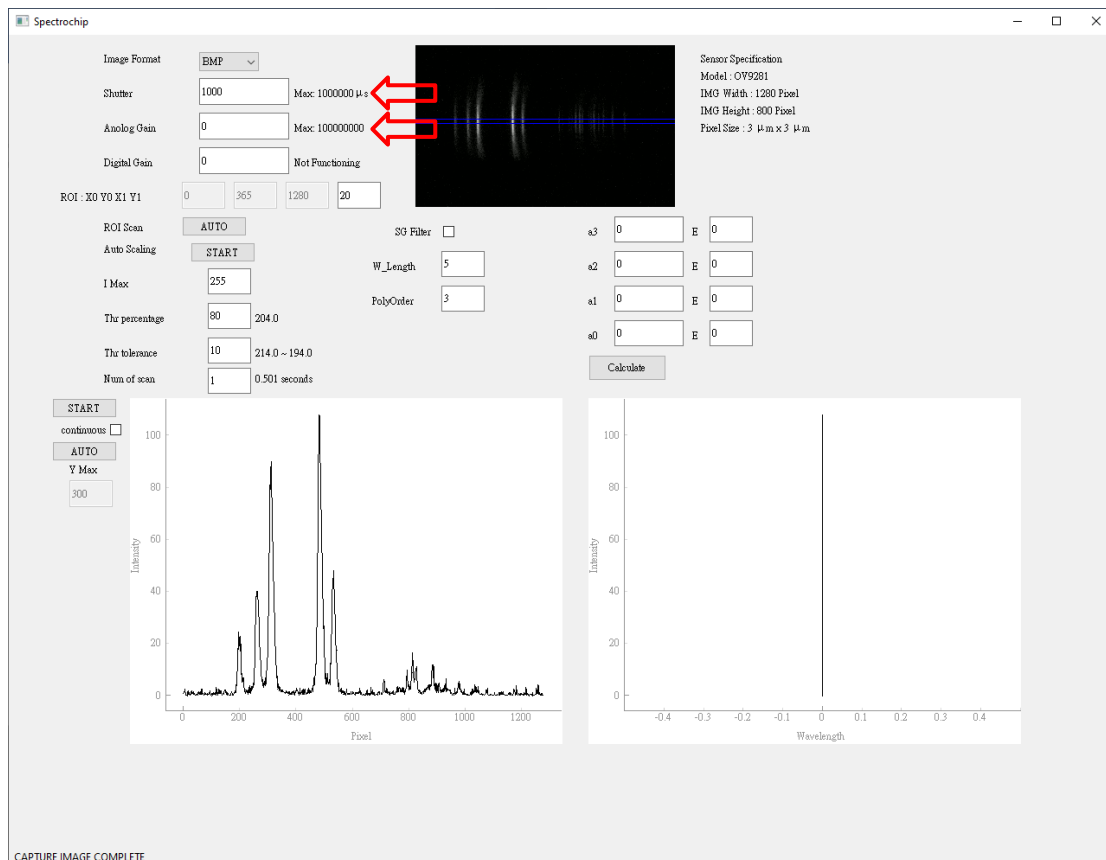 Spectrochip
Image Format BMP
Shutter 1000 Max: 1000000 μs
Analog Gain 0 Max: 100000000
Digital Gain 0 Not Functioning
ROI : X0 Y0 X1 Y1 0 365 1280 20
Sensor Specification
Model : OV9281
IMG Width : 1280 Pixel
IMG Height : 800 Pixel
Pixel Size : 3 μm x 3 μm
ROI Scan AUTO
Auto Scaling START
I Max 255
Thr percentage 80 204.0
Thr tolerance 10 214.0 ~ 194.0
Num of scan 1 0.501 seconds
SG Filter
W_Length 5
PolyOrder 3
a3 0 E 0
a2 0 E 0
a1 0 E 0
a0 0 E 0
Calculate
START
continuous
AUTO
Y Max
300
Intensity
100
80
60
40
20
0
0 200 400 600 800 1000 1200
Pixel
Intensity
100
80
60
40
20
0
-0.4 -0.3 -0.2 -0.1 0 0.1 0.2 0.3 0.4
Wavelength
CAPTURE IMAGE COMPLETE